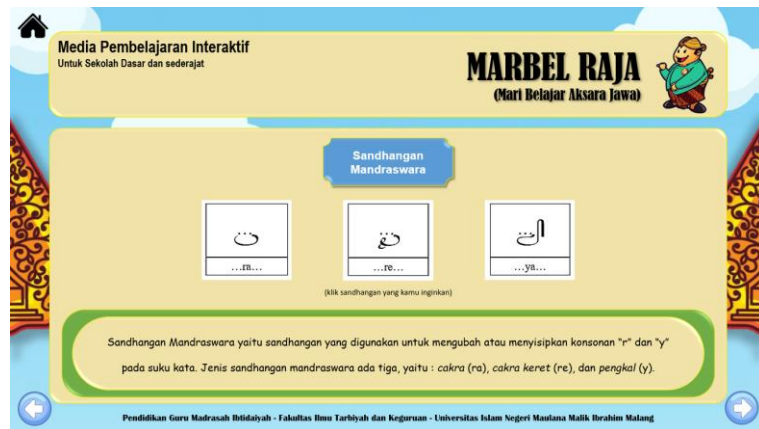 Media Pembelajaran Interaktif
Untuk Sekolah Dasar dan sederajat
MARBEL RAJA
(Mari Belajar Aksara Jawa)
Sandhangan
Mandraswara
...ra...
...re...
...ya...
(klik sandhangan yang kamu inginkan)
Sandhangan Mandraswara yaitu sandhangan yang digunakan untuk mengubah atau menyisipkan konsonan "r" dan "y"
pada suku kata. Jenis sandhangan mandraswara ada tiga, yaitu : cakra (ra), cakra keret (re), dan pengkal (y).
Pendidikan Guru Madrasah Ibtidaiyah - Fakultas Ilmu Tarbiyah dan Keguruan - Universitas Islam Negeri Maulana Malik Ibrahim Malang